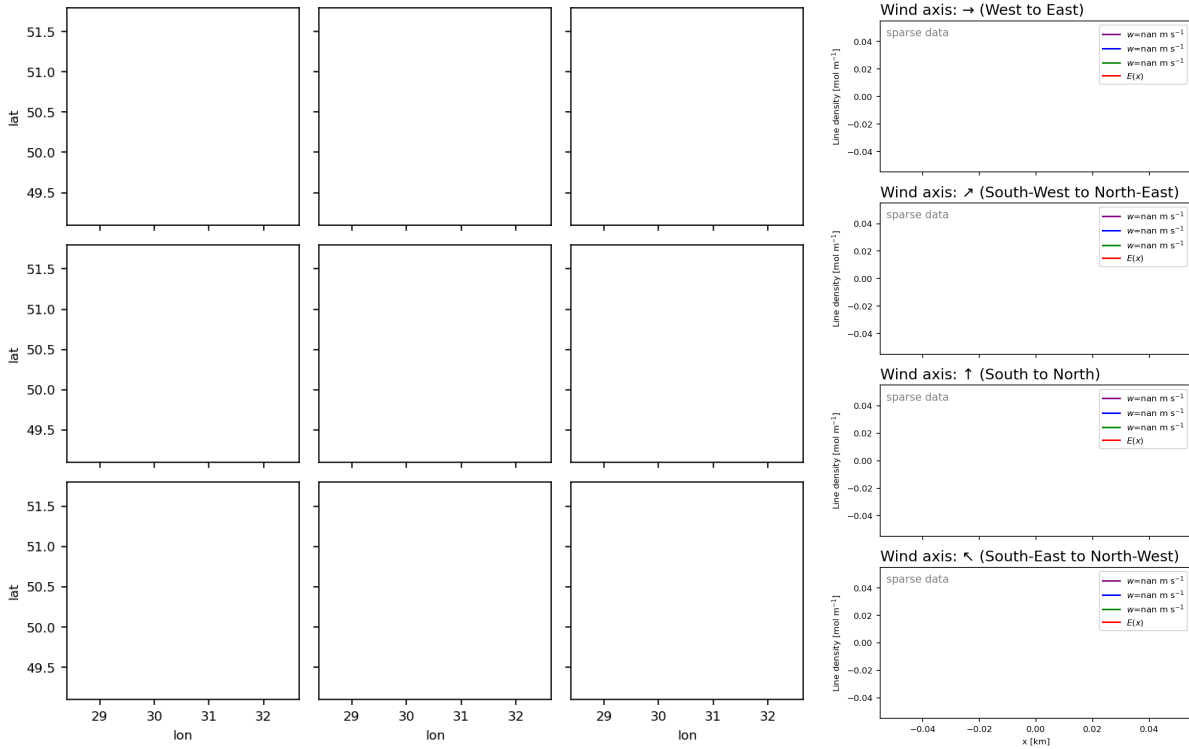 51.5
51.0
50.5
50.0
49.5
lat
51.5
51.0
50.5
50.0
49.5
lat
51.5
51.0
50.5
50.0
49.5
lat
29 30 31 32
lon
29 30 31 32
lon
29 30 31 32
lon
Wind axis: → (West to East)
sparse data
w=nan m s⁻¹
w=nan m s⁻¹
w=nan m s⁻¹
E(x)
0.04
0.02
0.00
−0.02
−0.04
Line density [mol m⁻¹]
Wind axis: ↗ (South-West to North-East)
sparse data
w=nan m s⁻¹
w=nan m s⁻¹
w=nan m s⁻¹
E(x)
0.04
0.02
0.00
−0.02
−0.04
Line density [mol m⁻¹]
Wind axis: ↑ (South to North)
sparse data
w=nan m s⁻¹
w=nan m s⁻¹
w=nan m s⁻¹
E(x)
0.04
0.02
0.00
−0.02
−0.04
Line density [mol m⁻¹]
Wind axis: ↖ (South-East to North-West)
sparse data
w=nan m s⁻¹
w=nan m s⁻¹
w=nan m s⁻¹
E(x)
0.04
0.02
0.00
−0.02
−0.04
Line density [mol m⁻¹]
−0.04 −0.02 0.00 0.02 0.04
x [km]